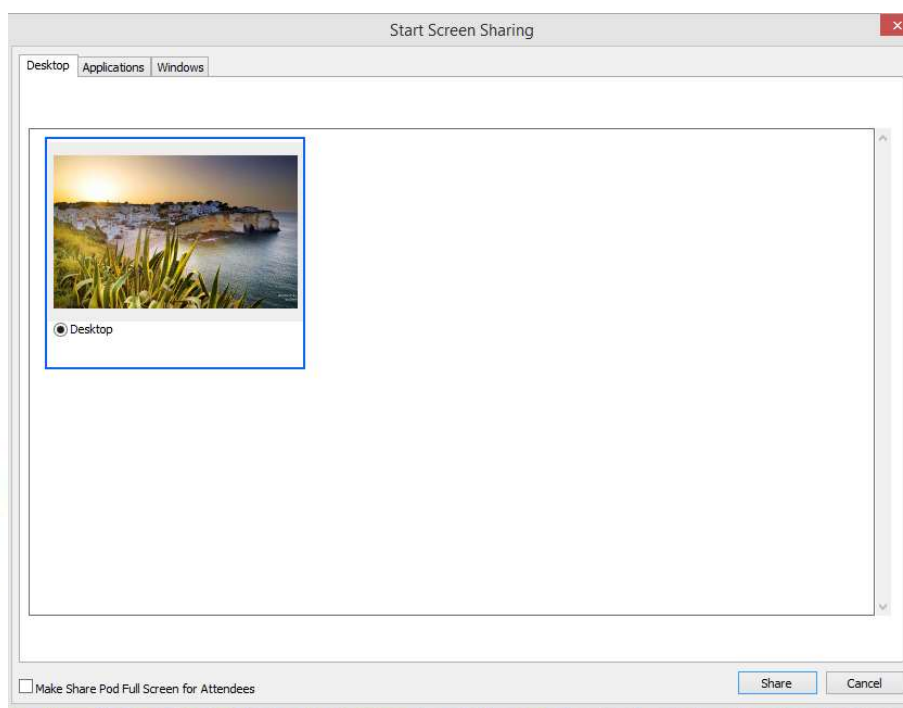 Start Screen Sharing
Desktop Applications Windows
Desktop
Make Share Pod Full Screen for Attendees
Share Cancel